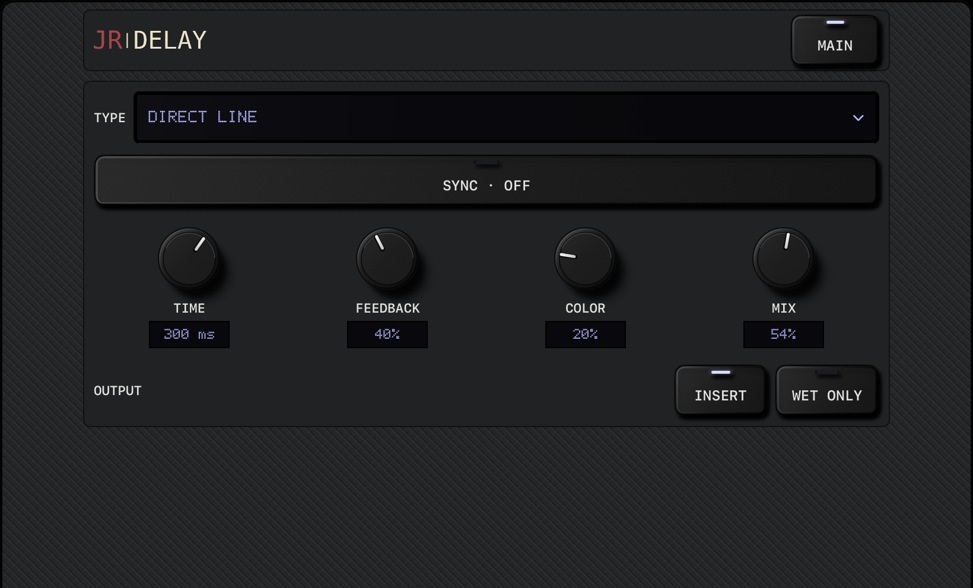 JR|DELAY
MAIN
TYPE DIRECT LINE
SYNC · OFF
TIME FEEDBACK COLOR MIX
300 ms 40% 20% 54%
OUTPUT INSERT WET ONLY